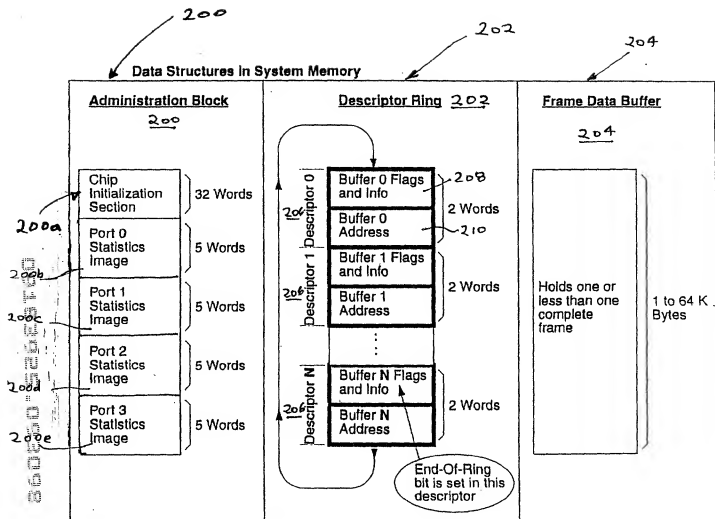 200
202
204
Data Structures in System Memory
Administration Block
200
Chip
Initialization
Section
32 Words
200a
Port 0
Statistics
Image
5 Words
200b
Port 1
Statistics
Image
5 Words
200c
Port 2
Statistics
Image
5 Words
200d
Port 3
Statistics
Image
5 Words
200e
Descriptor Ring 202
Descriptor 0
206
Buffer 0 Flags
and Info
208
Buffer 0
Address
210
2 Words
Descriptor 1
206
Buffer 1 Flags
and Info
Buffer 1
Address
2 Words
Descriptor N
206
Buffer N Flags
and Info
Buffer N
Address
2 Words
End-Of-Ring
bit is set in this
descriptor
Frame Data Buffer
204
Holds one or
less than one
complete
frame
1 to 64 K
Bytes